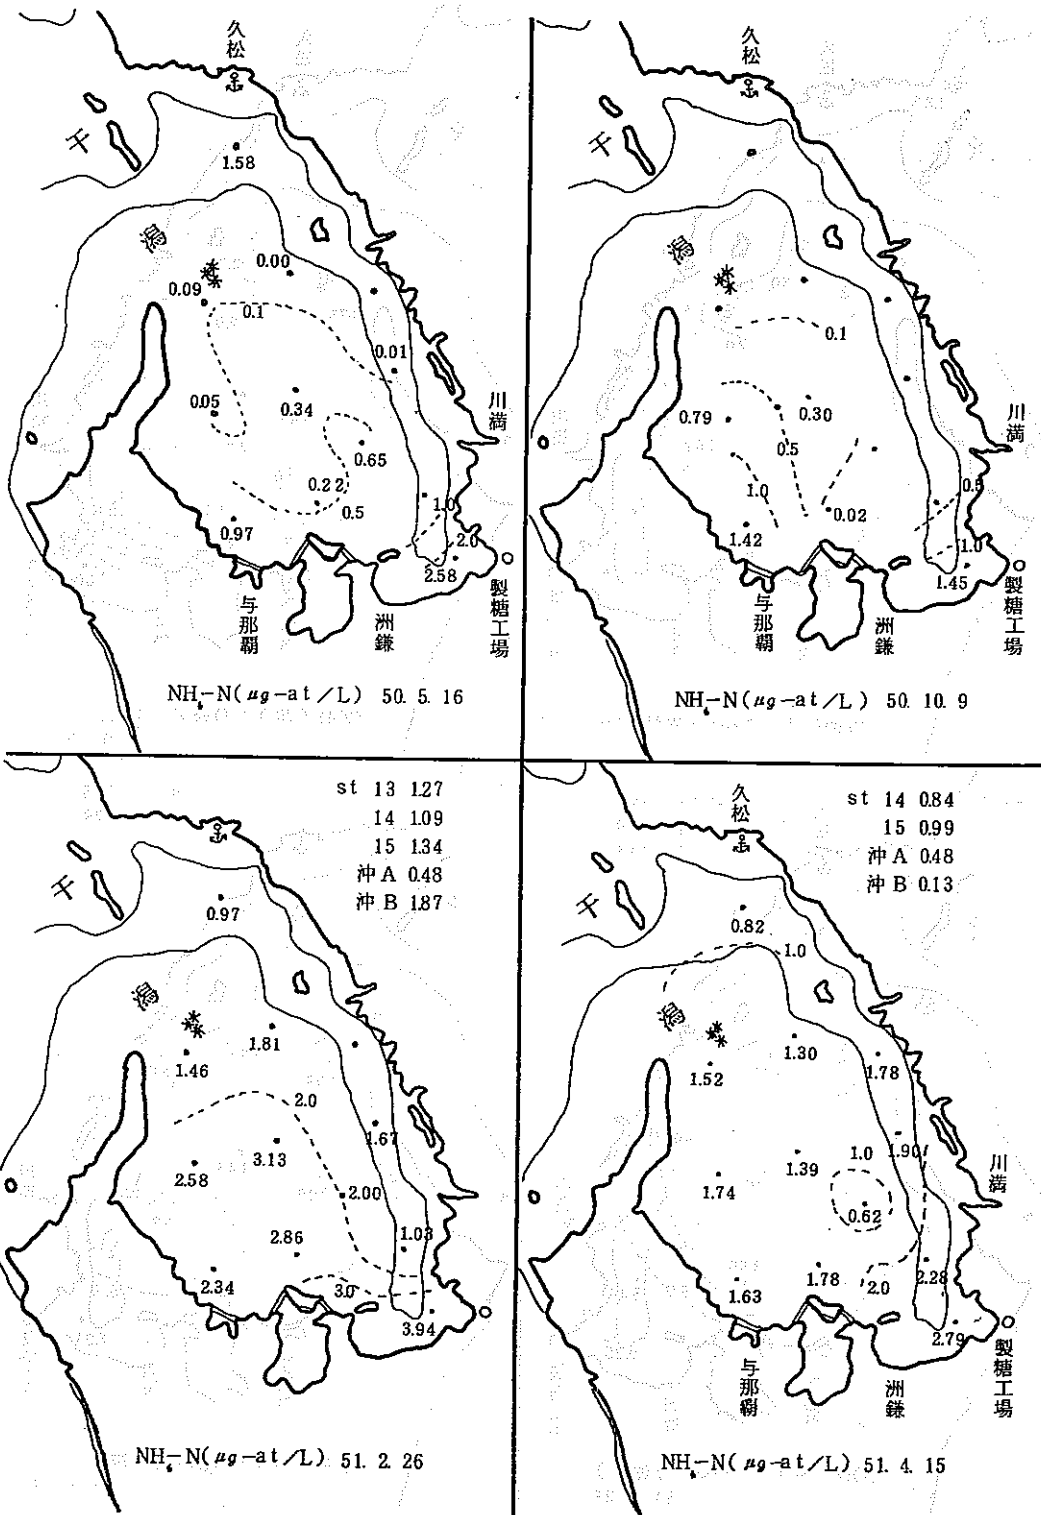 久松
干
1.58
潟
0.00
0.09
0.1
0.01
0.05
0.34
川満
0.65
0.22
1.0
0.5
0.97
2.0
2.58
与那覇
洲鎌
製糖工場
NH₄-N(μg-at/L) 50. 5. 16
久松
干
潟
0.1
0.79
0.30
川満
0.5
1.0
0.5
0.02
1.42
1.0
1.45
与那覇
洲鎌
製糖工場
NH₄-N(μg-at/L) 50. 10. 9
st 13 1.27
14 1.09
15 1.34
沖A 0.48
沖B 1.87
干
0.97
潟
1.81
1.46
2.0
1.67
3.13
2.58
2.00
2.86
1.03
2.34
3.0
3.94
NH₄-N(μg-at/L) 51. 2. 26
久松
st 14 0.84
15 0.99
沖A 0.48
沖B 0.13
干
0.82
1.0
潟
1.30
1.52
1.78
1.0
1.90
1.39
川満
1.74
0.62
1.78
2.28
1.63
2.0
2.79
与那覇
洲鎌
製糖工場
NH₄-N(μg-at/L) 51. 4. 15